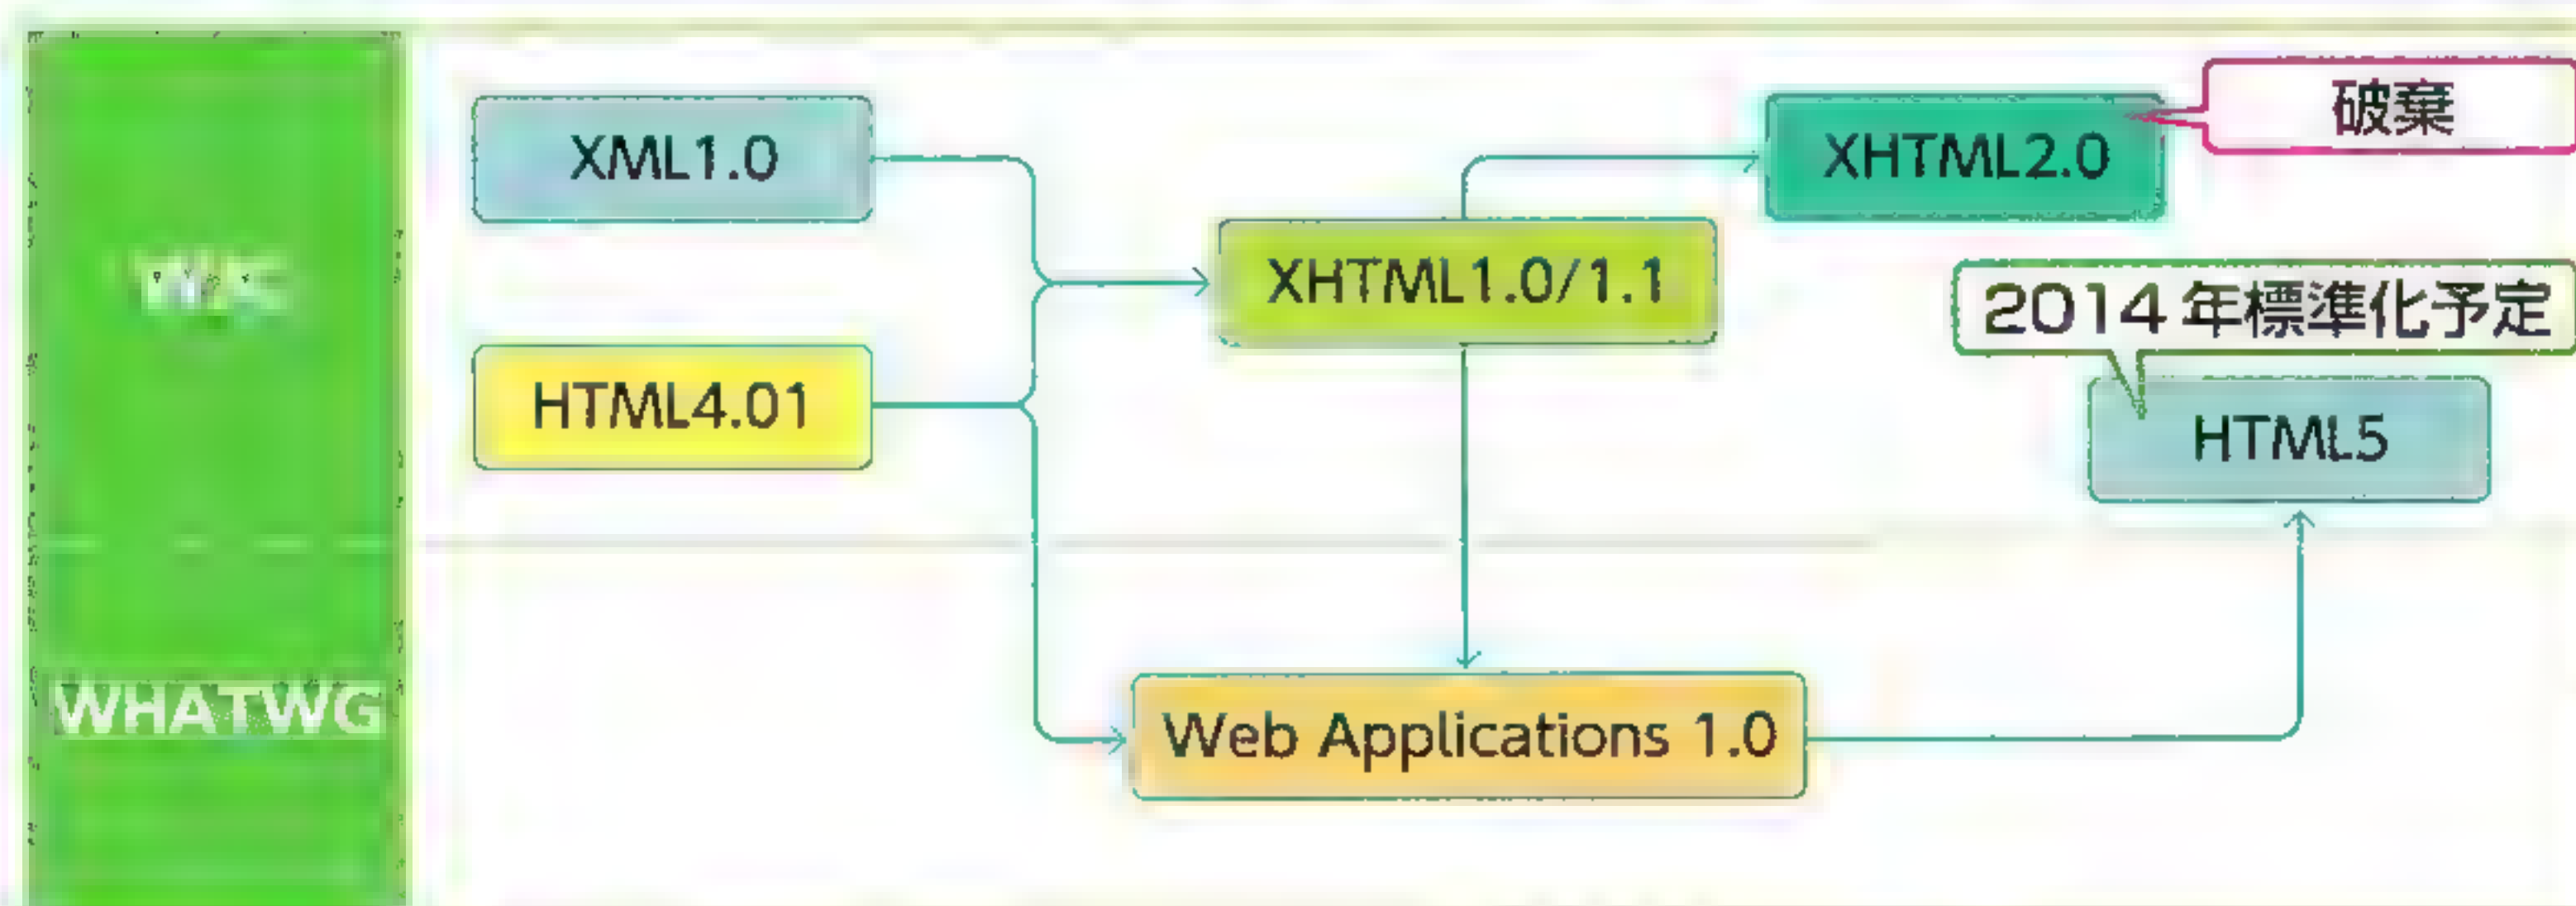 XML1.0
XHTML2.0
破棄
XHTML1.0/1.1
2014年標準化予定
HTML4.01
HTML5
WHATWG
Web Applications 1.0